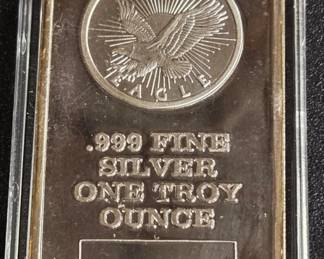 EAGLE
.999 FINE
SILVER
ONE TROY
OUNCE